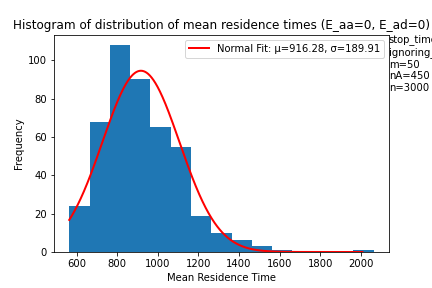 Histogram of distribution of mean residence times (E_aa=0, E_ad=0)
Normal Fit: μ=916.28, σ=189.91
m=50
nA=450
n=3000
Frequency
100
80
60
40
20
0
600 800 1000 1200 1400 1600 1800 2000
Mean Residence Time